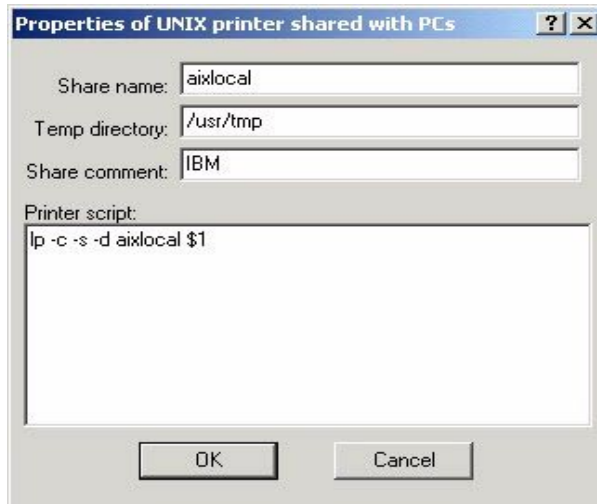 Properties of UNIX printer shared with PCs
Share name: aixlocal
Temp directory: /usr/tmp
Share comment: IBM
Printer script:
lp -c -s -d aixlocal $1
OK Cancel